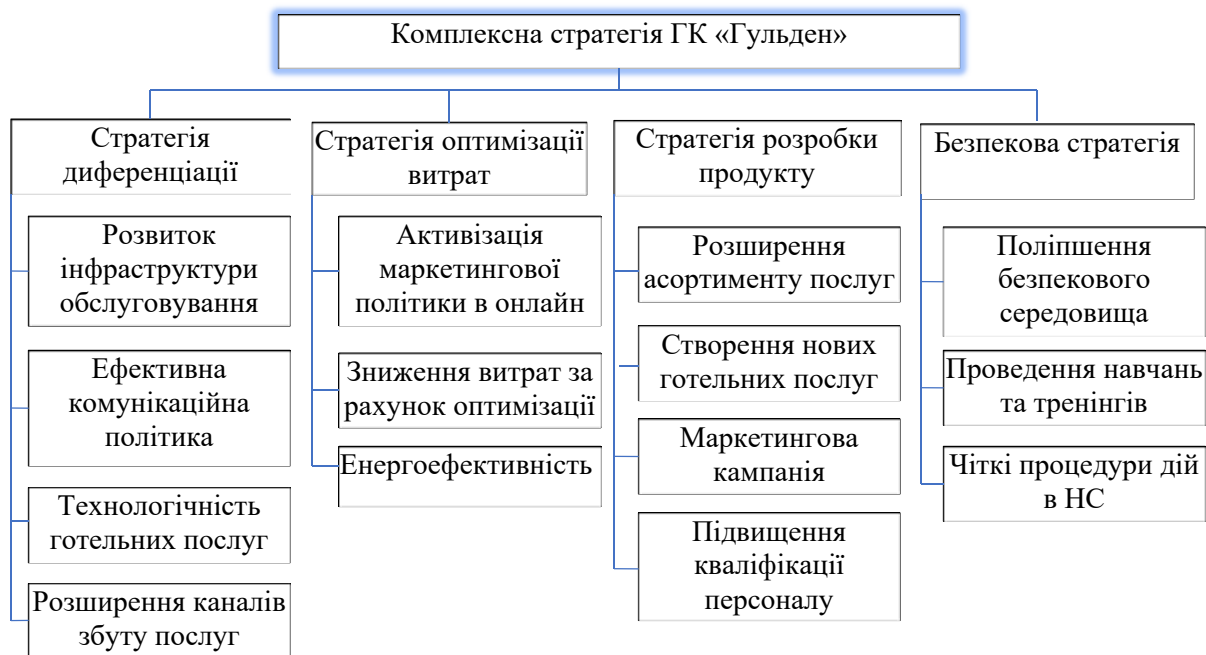 Комплексна стратегія ГК «Гульден»
Стратегія
диференціації
Розвиток
інфраструктури
обслуговування
Ефективна
комунікаційна
політика
Технологічність
готельних послуг
Розширення каналів
збуту послуг
Стратегія оптимізації
витрат
Активізація
маркетингової
політики в онлайн
Зниження витрат за
рахунок оптимізації
Енергоефективність
Стратегія розробки
продукту
Розширення
асортименту послуг
Створення нових
готельних послуг
Маркетингова
кампанія
Підвищення
кваліфікації
персоналу
Безпекова стратегія
Поліпшення
безпекового
середовища
Проведення навчань
та тренінгів
Чіткі процедури дій
в НС